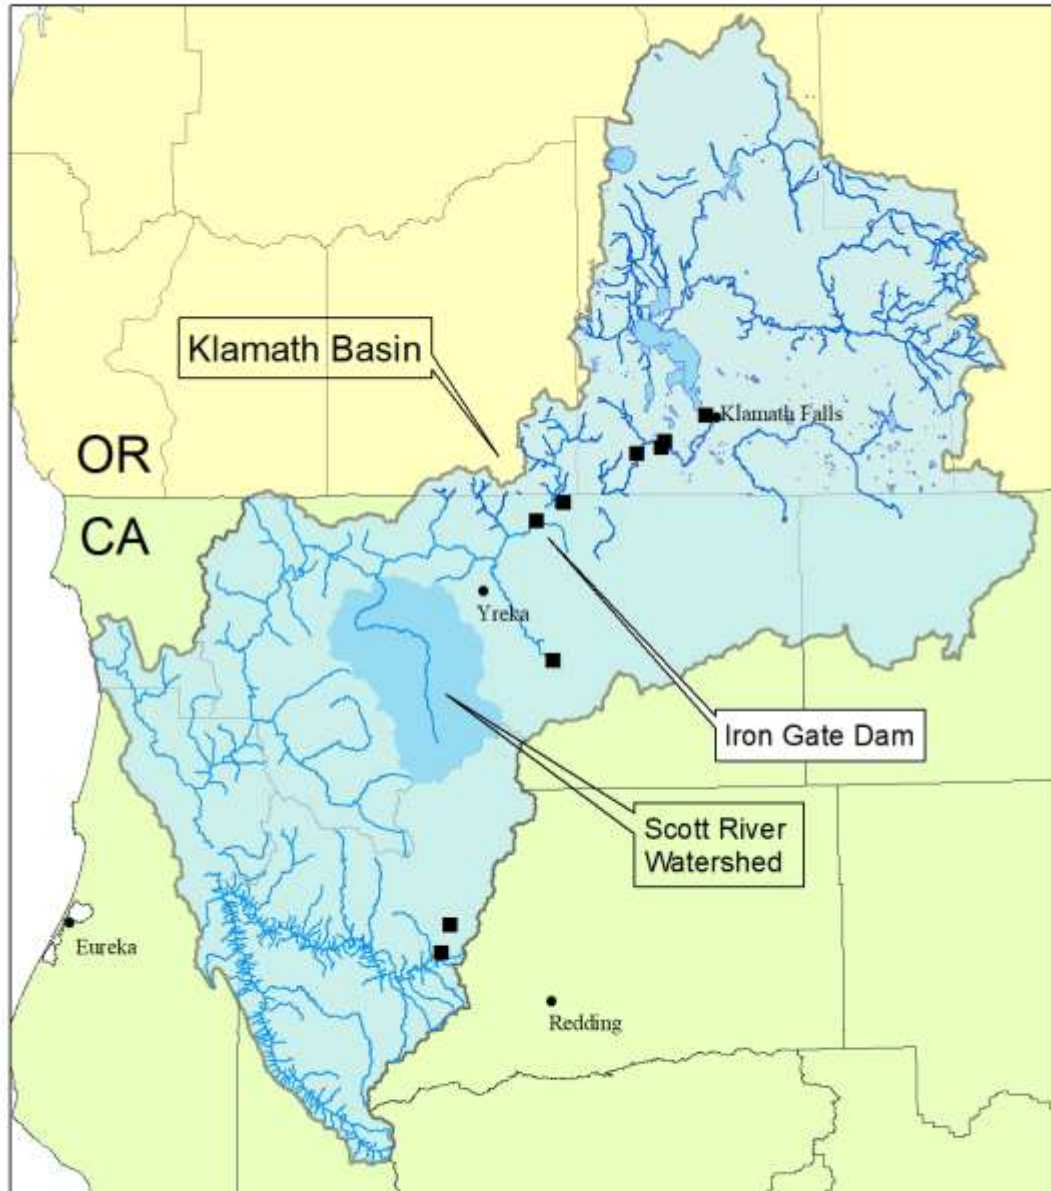 Klamath Basin
Klamath Falls
OR
CA
Yreka
Iron Gate Dam
Scott River
Watershed
Eureka
Redding